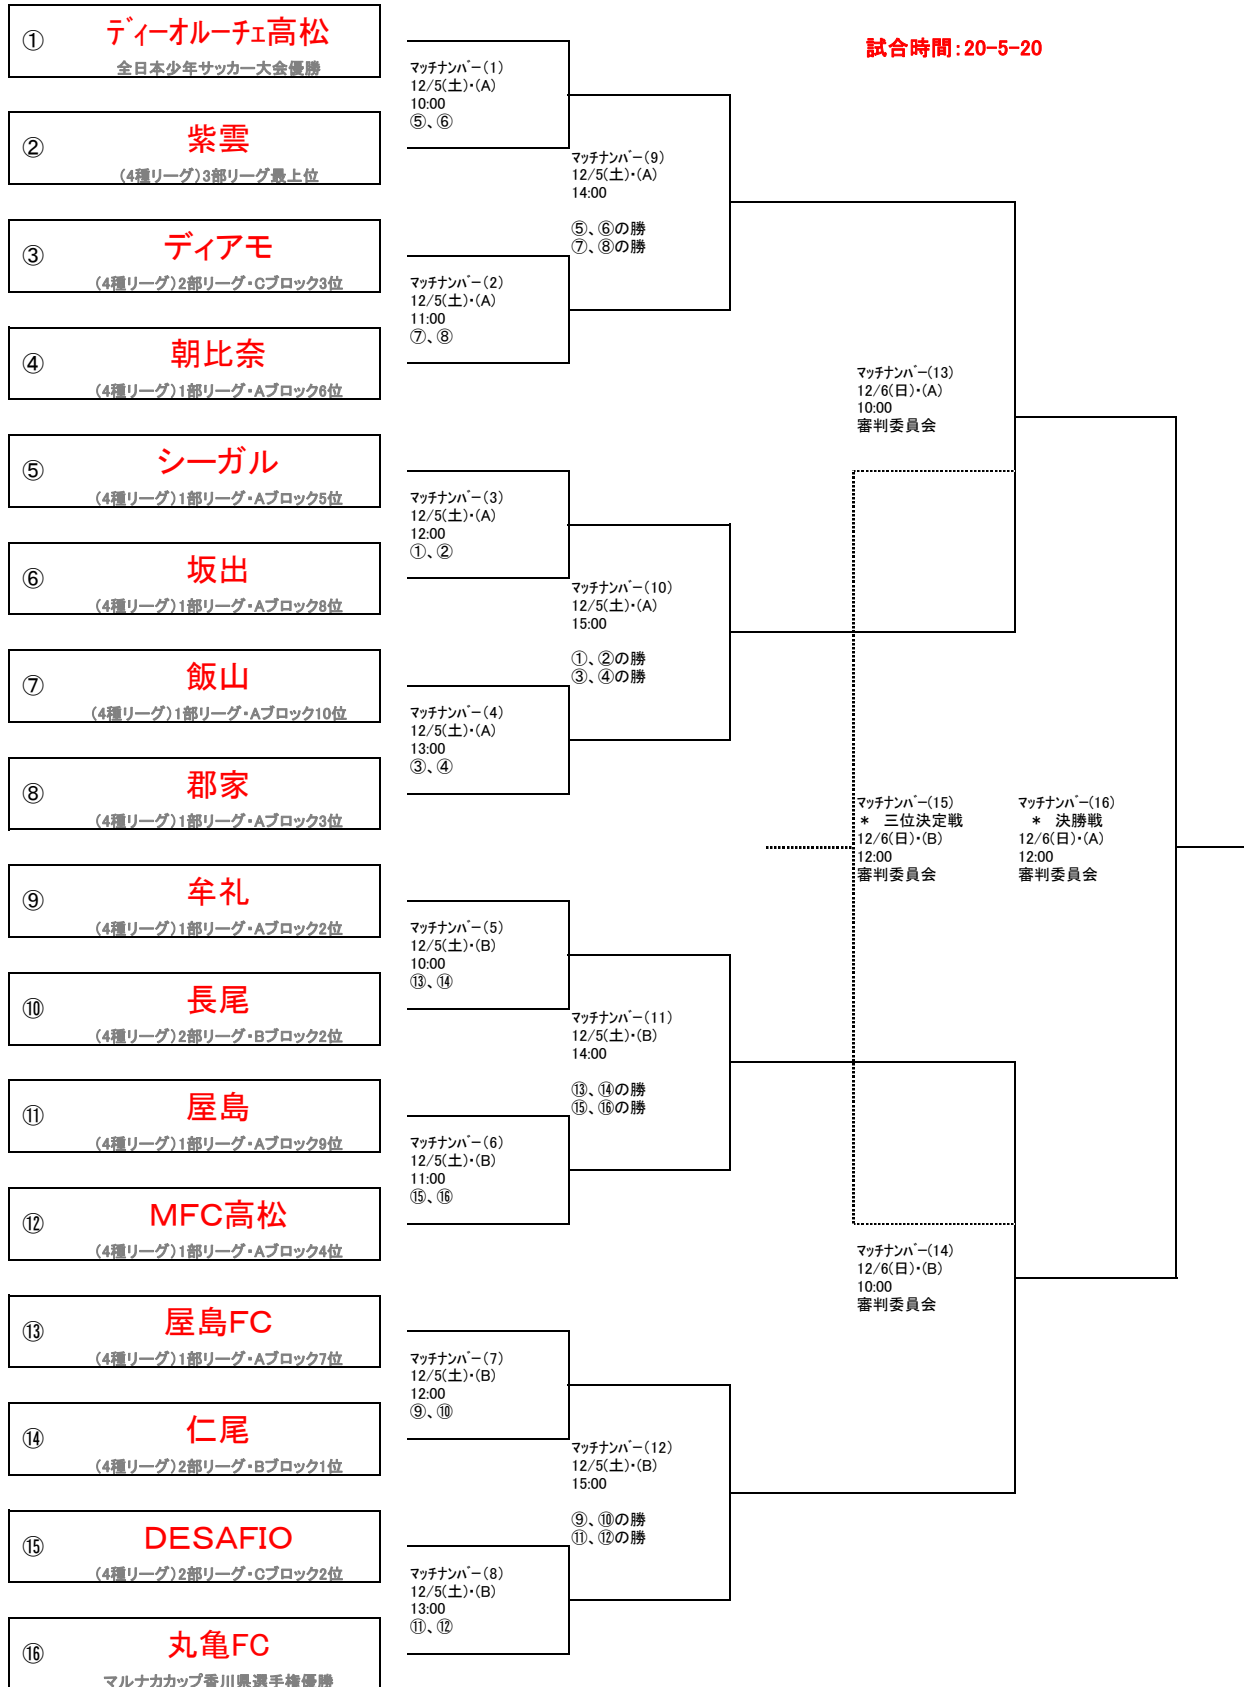 ① ディーオルーチェ高松
全日本少年サッカー大会優勝
② 紫雲
(4種リーグ)3部リーグ最上位
③ ディアモ
(4種リーグ)2部リーグ・Cブロック3位
④ 朝比奈
(4種リーグ)1部リーグ・Aブロック6位
⑤ シーガル
(4種リーグ)1部リーグ・Aブロック5位
⑥ 坂出
(4種リーグ)1部リーグ・Aブロック8位
⑦ 飯山
(4種リーグ)1部リーグ・Aブロック10位
⑧ 郡家
(4種リーグ)1部リーグ・Aブロック3位
⑨ 牟礼
(4種リーグ)1部リーグ・Aブロック2位
⑩ 長尾
(4種リーグ)2部リーグ・Bブロック2位
⑪ 屋島
(4種リーグ)1部リーグ・Aブロック9位
⑫ MFC高松
(4種リーグ)1部リーグ・Aブロック4位
⑬ 屋島FC
(4種リーグ)1部リーグ・Aブロック7位
⑭ 仁尾
(4種リーグ)2部リーグ・Bブロック1位
⑮ DESAFIO
(4種リーグ)2部リーグ・Cブロック2位
⑯ 丸亀FC
マルナカカップ香川県選手権優勝
試合時間:20-5-20
マッチナンバー(1)
12/5(土)・(A)
10:00
⑤、⑥
マッチナンバー(2)
12/5(土)・(A)
11:00
⑦、⑧
マッチナンバー(3)
12/5(土)・(A)
12:00
①、②
マッチナンバー(4)
12/5(土)・(A)
13:00
③、④
マッチナンバー(5)
12/5(土)・(B)
10:00
⑬、⑭
マッチナンバー(6)
12/5(土)・(B)
11:00
⑮、⑯
マッチナンバー(7)
12/5(土)・(B)
12:00
⑨、⑩
マッチナンバー(8)
12/5(土)・(B)
13:00
⑪、⑫
マッチナンバー(9)
12/5(土)・(A)
14:00
⑤、⑥の勝
⑦、⑧の勝
マッチナンバー(10)
12/5(土)・(A)
15:00
①、②の勝
③、④の勝
マッチナンバー(11)
12/5(土)・(B)
14:00
⑬、⑭の勝
⑮、⑯の勝
マッチナンバー(12)
12/5(土)・(B)
15:00
⑨、⑩の勝
⑪、⑫の勝
マッチナンバー(13)
12/6(日)・(A)
10:00
審判委員会
マッチナンバー(15)
* 三位決定戦
12/6(日)・(B)
12:00
審判委員会
マッチナンバー(16)
* 決勝戦
12/6(日)・(A)
12:00
審判委員会
マッチナンバー(14)
12/6(日)・(B)
10:00
審判委員会